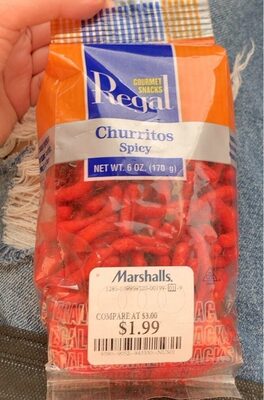 GOURMET
SNACKS
Regal
Churritos
Spicy
NET WT. 6 OZ. (170 g)
Marshalls.
COMPARE AT $3.00
$1.99